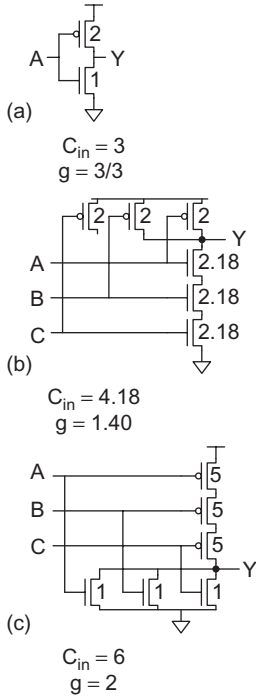 2
A Y
1
(a)
C_in = 3
g = 3/3
2 2 2
Y
A 2.18
B 2.18
C 2.18
(b)
C_in = 4.18
g = 1.40
A 5
B 5
C 5
Y
1 1 1
(c)
C_in = 6
g = 2